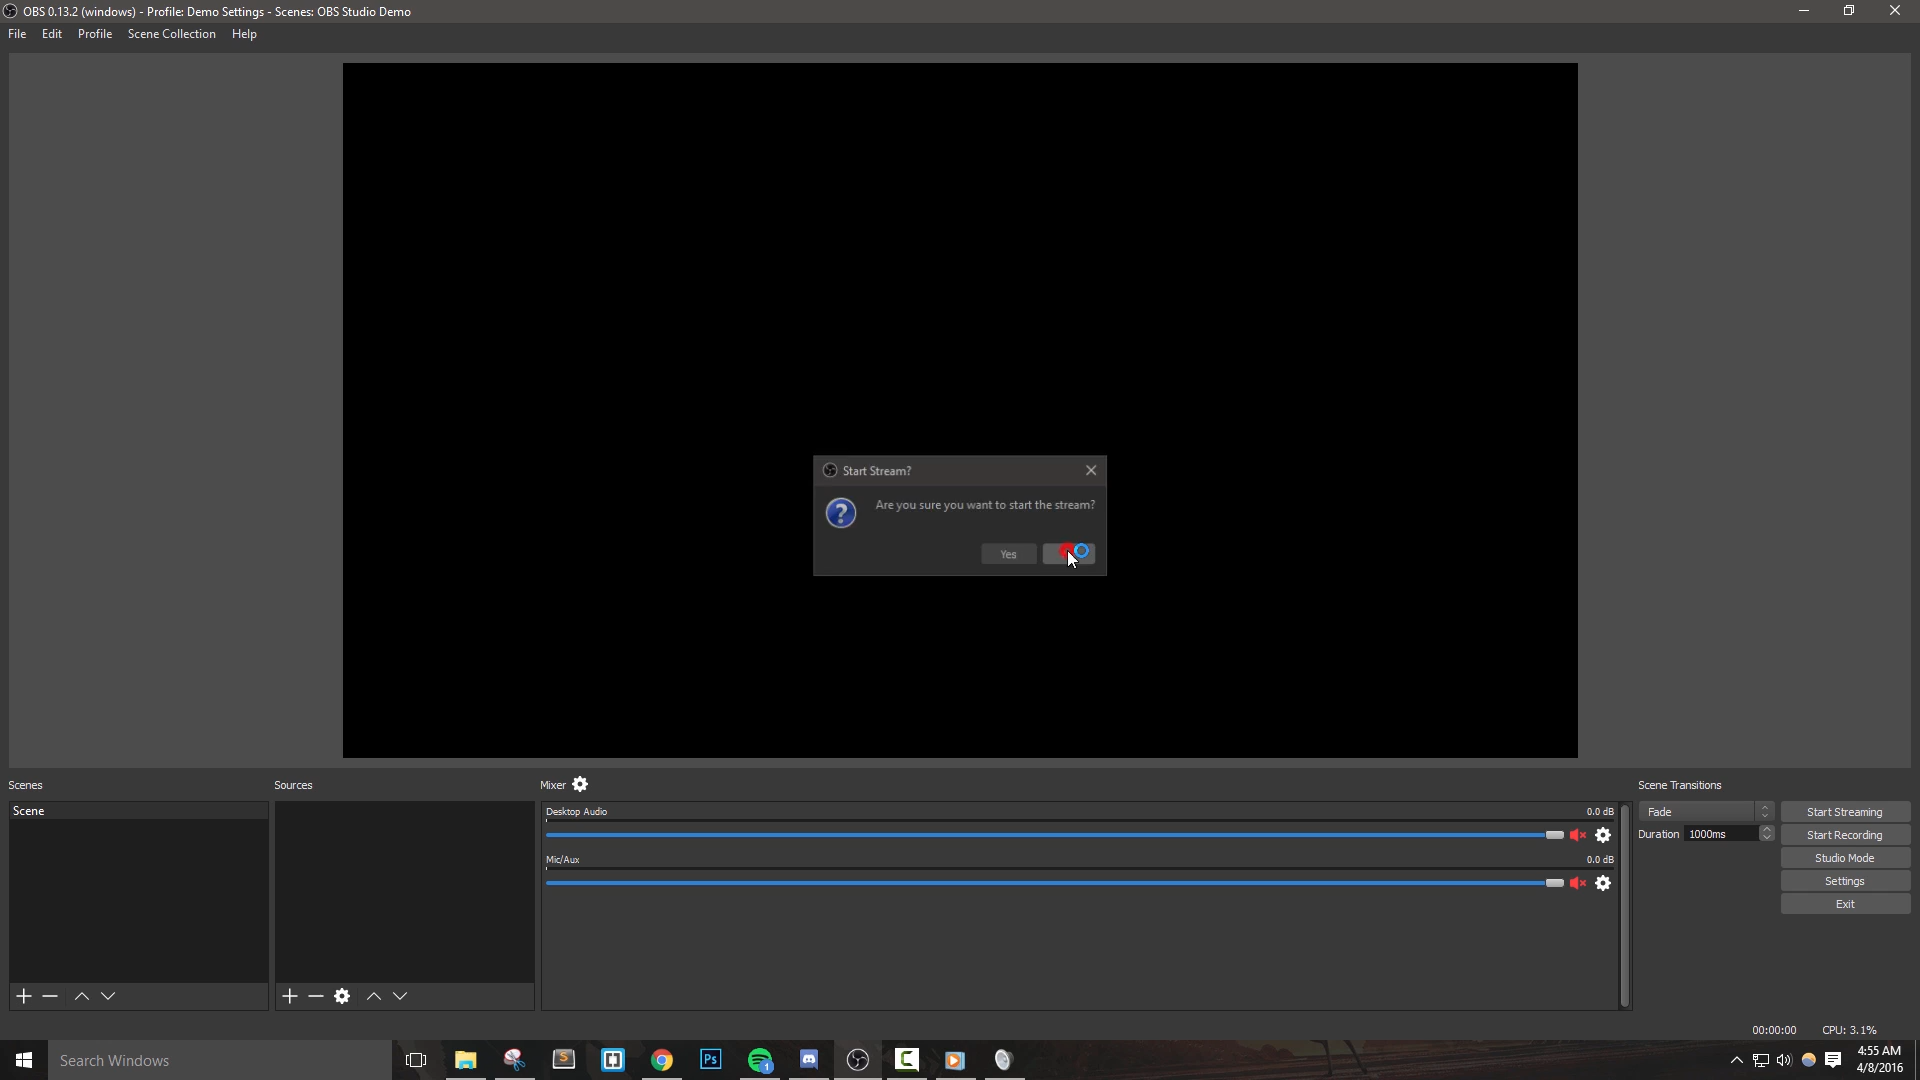 OBS 0.13.2 (windows) - Profile: Demo Settings - Scenes: OBS Studio Demo
File Edit Profile Scene Collection Help
Start Stream?
Are you sure you want to start the stream?
Yes
Scenes
Sources
Mixer
Scene Transitions
Scene
Desktop Audio
0.0 dB
Fade
Start Streaming
Duration 1000ms
Start Recording
Mic/Aux
0.0 dB
Studio Mode
Settings
Exit
00:00:00
CPU: 3.1%
Search Windows
S
Ps
1
4:55 AM
4/8/2016